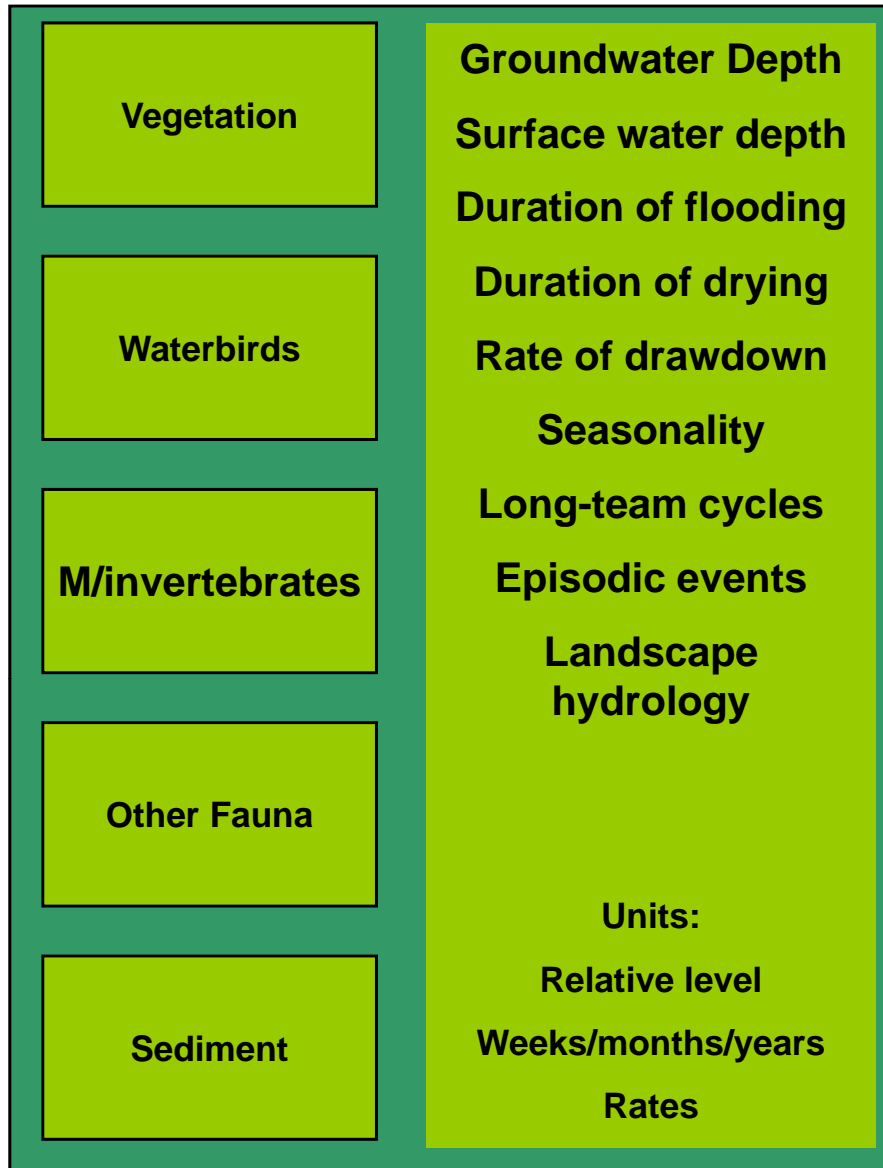 Vegetation
Waterbirds
M/invertebrates
Other Fauna
Sediment
Groundwater Depth
Surface water depth
Duration of flooding
Duration of drying
Rate of drawdown
Seasonality
Long-team cycles
Episodic events
Landscape
hydrology
Units:
Relative level
Weeks/months/years
Rates